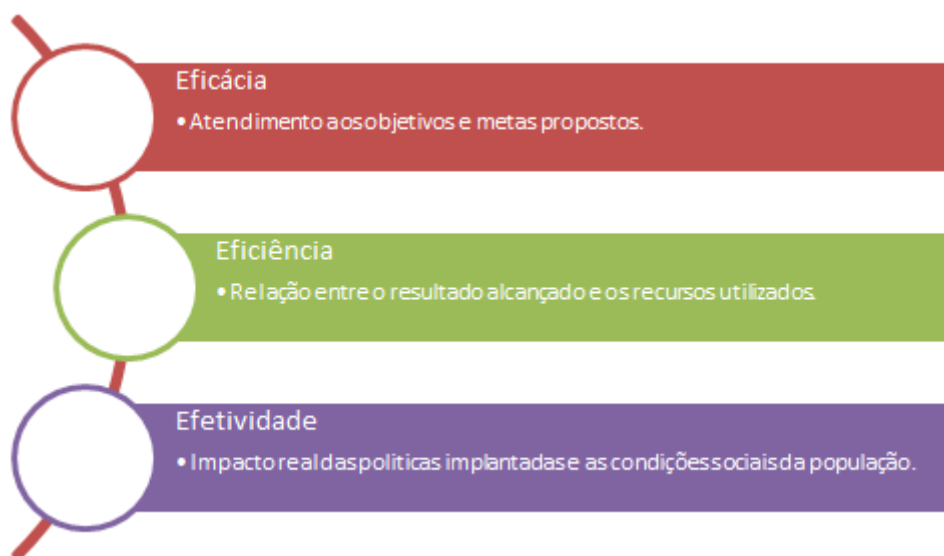 Eficácia
• Atendimento aos objetivos e metas propostos.
Eficiência
• Relação entre o resultado alcançado e os recursos utilizados.
Efetividade
• Impacto real das politicas implantadas e as condições sociais da população.